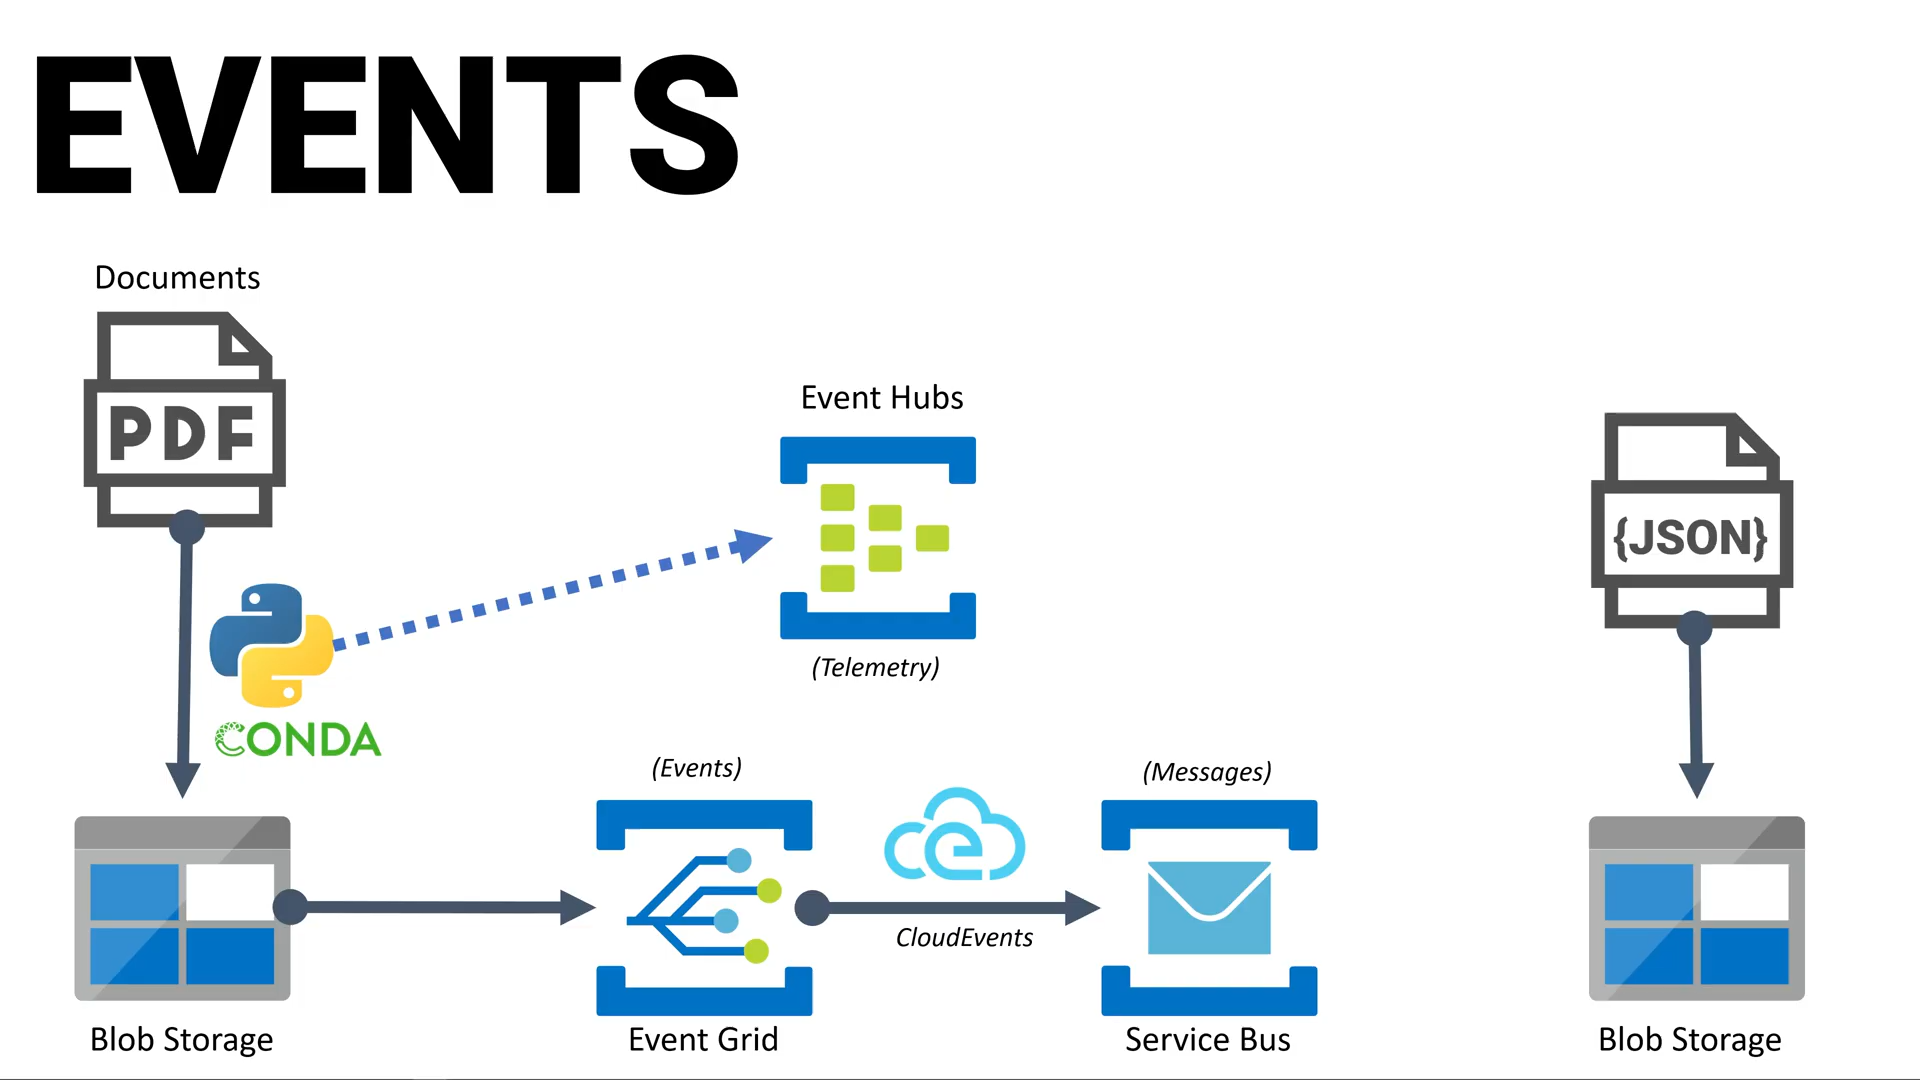 EVENTS
Documents
PDF
Event Hubs
{JSON}
(Telemetry)
CONDA
(Events)
(Messages)
CloudEvents
Blob Storage
Event Grid
Service Bus
Blob Storage